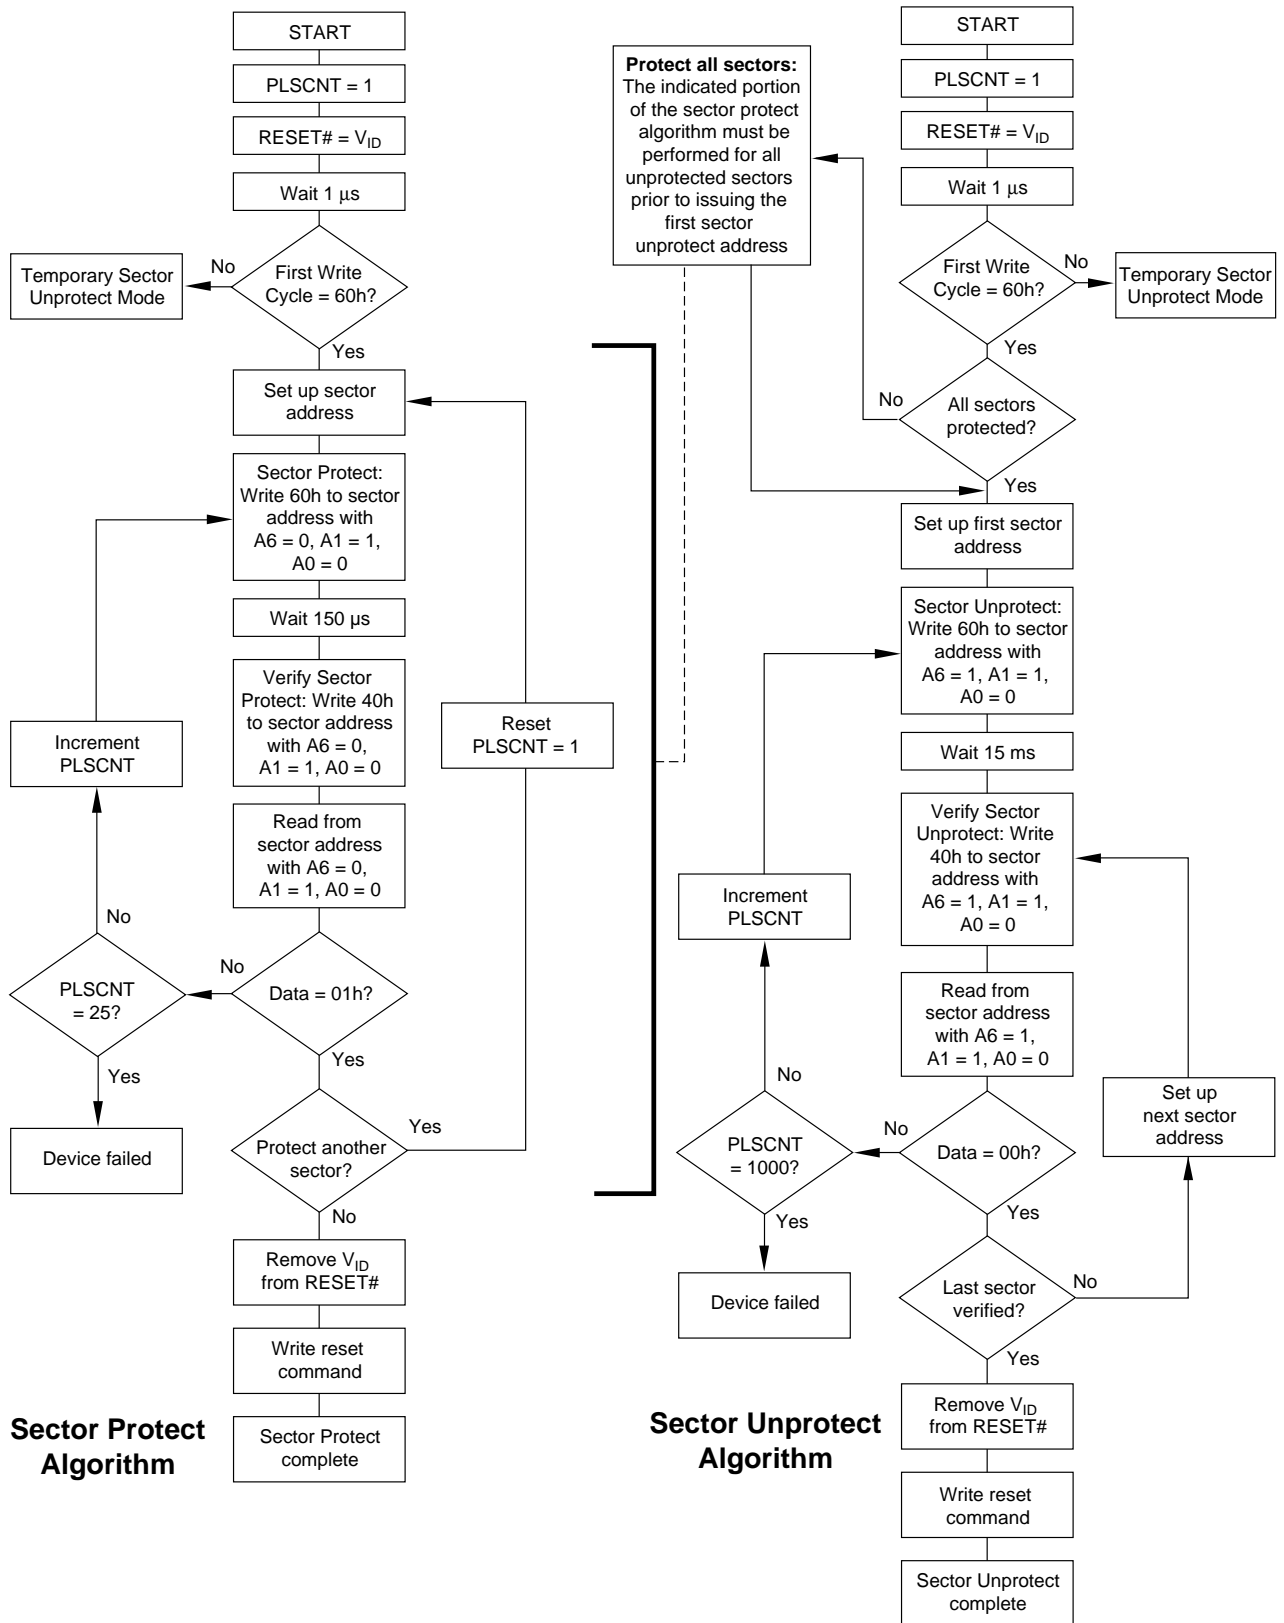 START
PLSCNT = 1
RESET# = VID
Wait 1 μs
First Write
Cycle = 60h?
No
Temporary Sector
Unprotect Mode
Yes
Set up sector
address
Sector Protect:
Write 60h to sector
address with
A6 = 0, A1 = 1,
A0 = 0
Wait 150 µs
Verify Sector
Protect: Write 40h
to sector address
with A6 = 0,
A1 = 1, A0 = 0
Read from
sector address
with A6 = 0,
A1 = 1, A0 = 0
Data = 01h?
No
PLSCNT
= 25?
No
Increment
PLSCNT
Yes
Device failed
Yes
Protect another
sector?
Yes
Reset
PLSCNT = 1
No
Remove VID
from RESET#
Write reset
command
Sector Protect
complete
Sector Protect
Algorithm
Protect all sectors:
The indicated portion
of the sector protect
algorithm must be
performed for all
unprotected sectors
prior to issuing the
first sector
unprotect address
START
PLSCNT = 1
RESET# = VID
Wait 1 μs
First Write
Cycle = 60h?
No
Temporary Sector
Unprotect Mode
Yes
All sectors
protected?
No
Yes
Set up first sector
address
Sector Unprotect:
Write 60h to sector
address with
A6 = 1, A1 = 1,
A0 = 0
Wait 15 ms
Verify Sector
Unprotect: Write
40h to sector
address with
A6 = 1, A1 = 1,
A0 = 0
Read from
sector address
with A6 = 1,
A1 = 1, A0 = 0
Data = 00h?
No
PLSCNT
= 1000?
No
Increment
PLSCNT
Yes
Device failed
Yes
Last sector
verified?
No
Set up
next sector
address
Yes
Remove VID
from RESET#
Write reset
command
Sector Unprotect
complete
Sector Unprotect
Algorithm